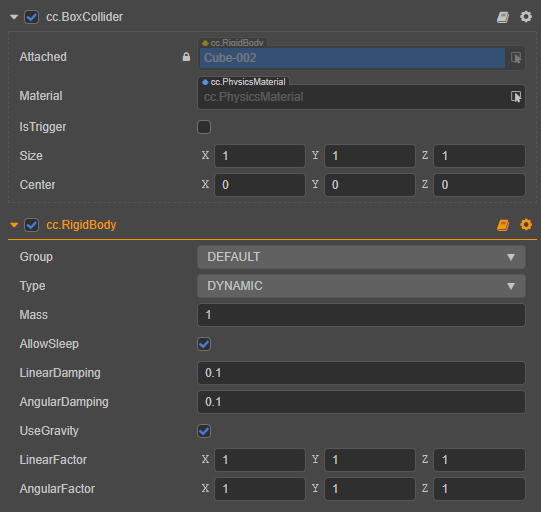 cc.BoxCollider
cc.RigidBody
Attached Cube-002
cc.PhysicsMaterial
Material cc.PhysicsMaterial
IsTrigger
Size X 1 Y 1 Z 1
Center X 0 Y 0 Z 0
cc.RigidBody
Group DEFAULT
Type DYNAMIC
Mass 1
AllowSleep
LinearDamping 0.1
AngularDamping 0.1
UseGravity
LinearFactor X 1 Y 1 Z 1
AngularFactor X 1 Y 1 Z 1